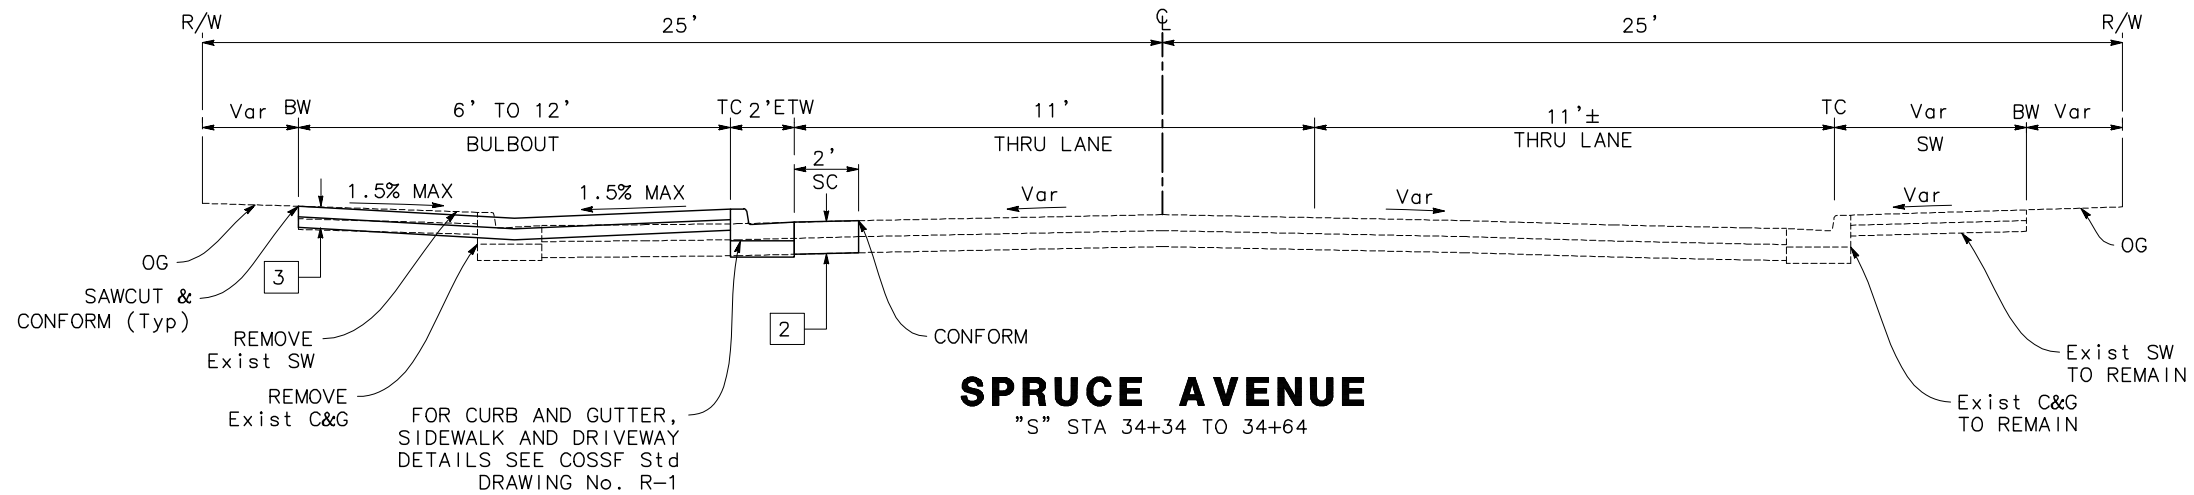 R/W
25'
℄
25'
R/W
Var
BW
6' TO 12'
BULBOUT
TC
2'
ETW
11'
THRU LANE
11'±
THRU LANE
TC
Var
SW
BW
Var
2'
SC
1.5% MAX
1.5% MAX
Var
Var
Var
OG
3
SAWCUT &
CONFORM (Typ)
REMOVE
Exist SW
REMOVE
Exist C&G
2
CONFORM
OG
Exist SW
TO REMAIN
Exist C&G
TO REMAIN
FOR CURB AND GUTTER,
SIDEWALK AND DRIVEWAY
DETAILS SEE COSSF Std
DRAWING No. R-1
SPRUCE AVENUE
"S" STA 34+34 TO 34+64